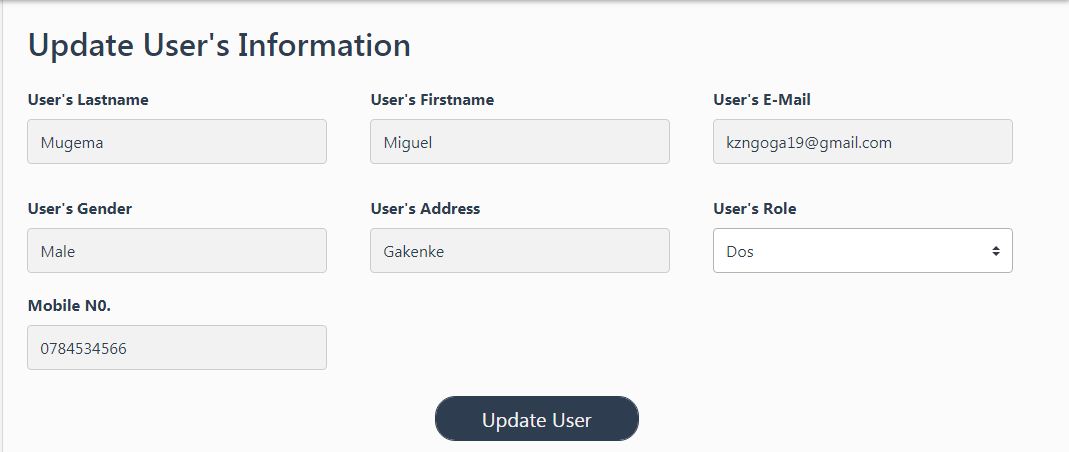 Update User's Information
User's Lastname User's Firstname User's E-Mail
Mugema Miguel kzngoga19@gmail.com
User's Gender User's Address User's Role
Male Gakenke Dos
Mobile N0.
0784534566
Update User